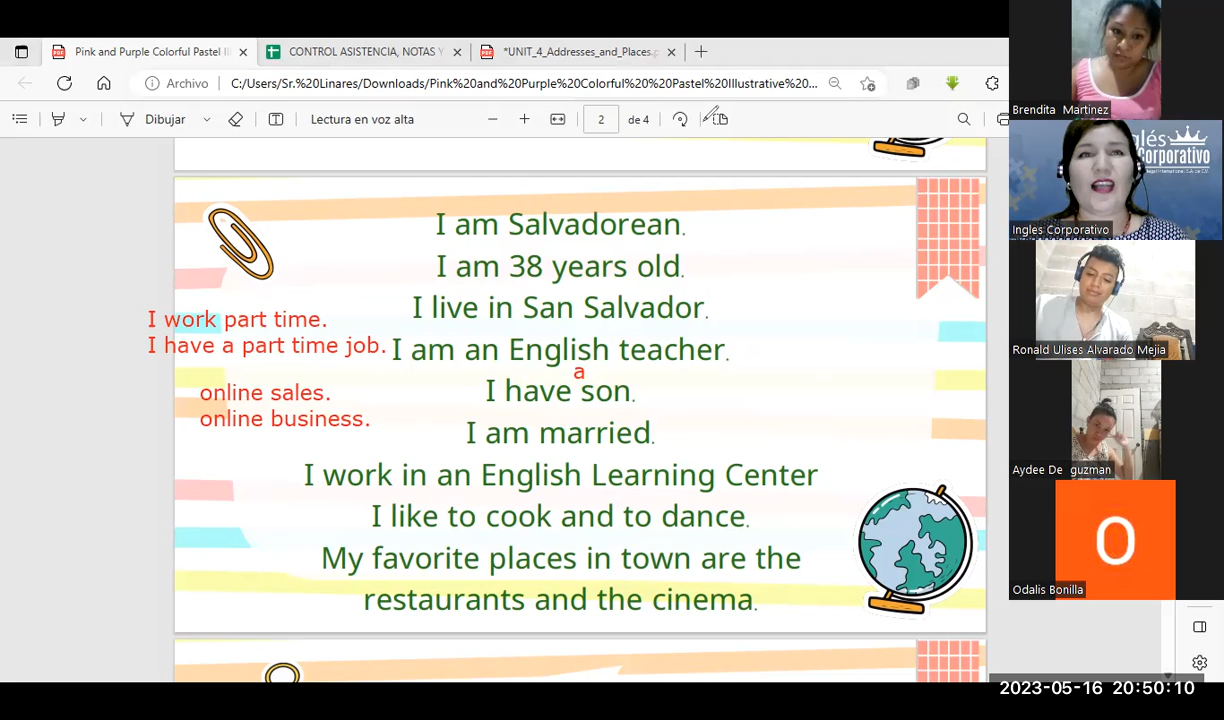 Pink and Purple Colorful Pastel Ill
CONTROL ASISTENCIA, NOTAS Y
*UNIT_4_Addresses_and_Places.p
Archivo
C:/Users/Sr.%20Linares/Downloads/Pink%20and%20Purple%20Colorful%20%20Pastel%20Illustrative%20...
Dibujar
Lectura en voz alta
2
de 4
I am Salvadorean.
I am 38 years old.
I live in San Salvador.
I am an English teacher.
a
I have son.
I am married.
I work in an English Learning Center
I like to cook and to dance.
My favorite places in town are the
restaurants and the cinema.
I work part time.
I have a part time job.
online sales.
online business.
Brendita Martinez
Inglés
Corporativo
Ingles Corporativo
Ronald Ulises Alvarado Mejia
Aydee De guzman
O
Odalis Bonilla
2023-05-16 20:50:10